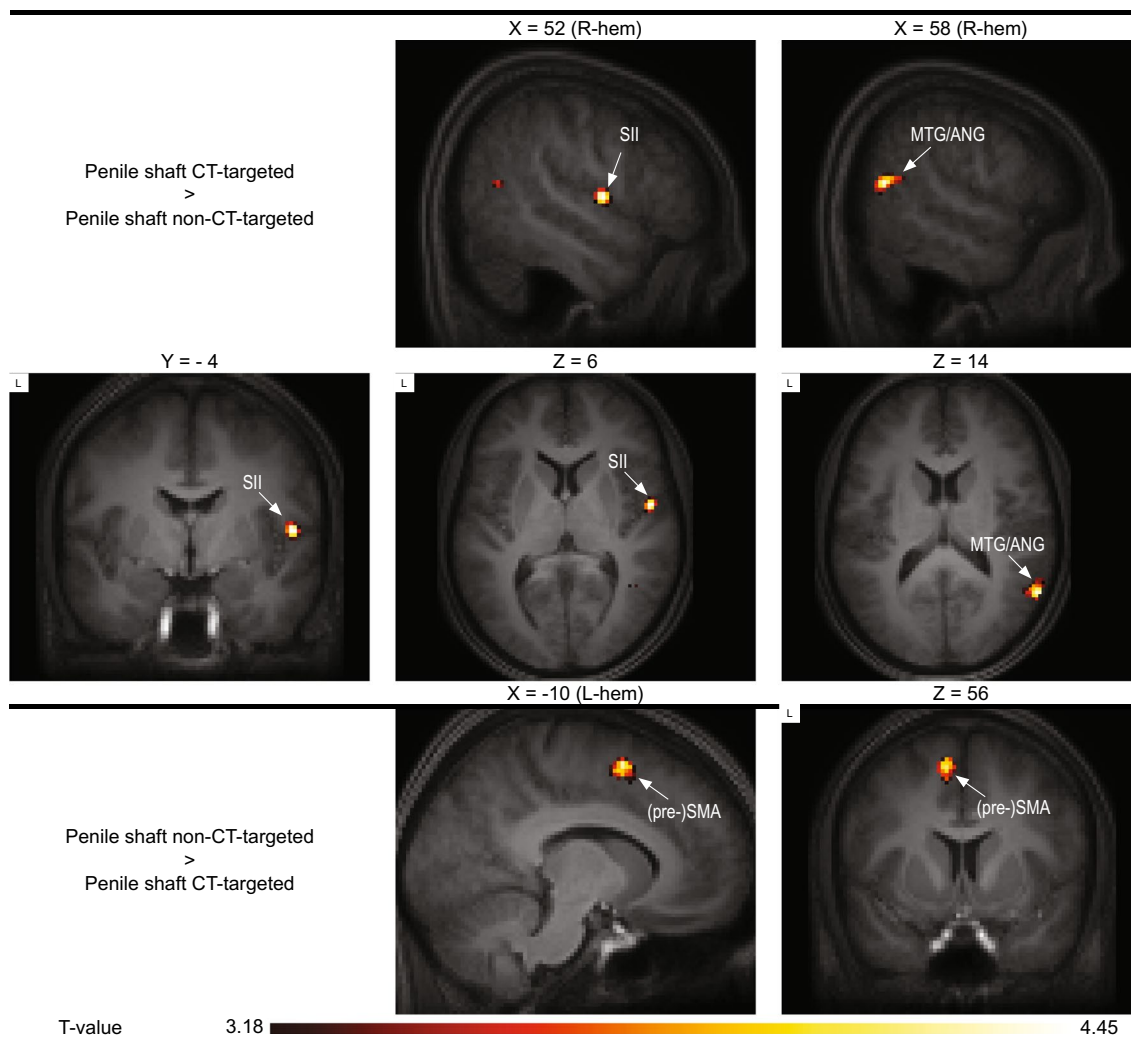 X = 52 (R-hem)
X = 58 (R-hem)
Penile shaft CT-targeted
>
Penile shaft non-CT-targeted
SII
MTG/ANG
Y = - 4
Z = 6
Z = 14
L
SII
L
SII
L
MTG/ANG
X = -10 (L-hem)
Z = 56
Penile shaft non-CT-targeted
>
Penile shaft CT-targeted
(pre-)SMA
L
(pre-)SMA
T-value
3.18
4.45